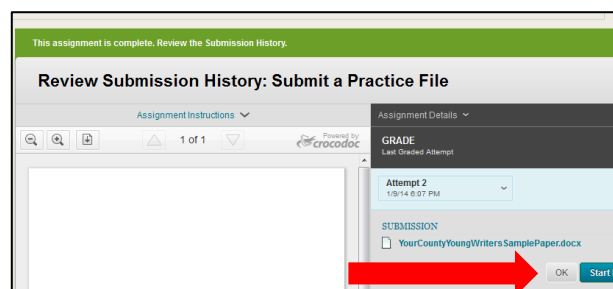 This assignment is complete. Review the Submission History.
Review Submission History: Submit a Practice File
Assignment Instructions
Assignment Details
1 of 1
Powered by
crocodoc
GRADE
Last Graded Attempt
Attempt 2
1/9/14 6:07 PM
SUBMISSION
YourCountyYoungWritersSamplePaper.docx
OK
Start